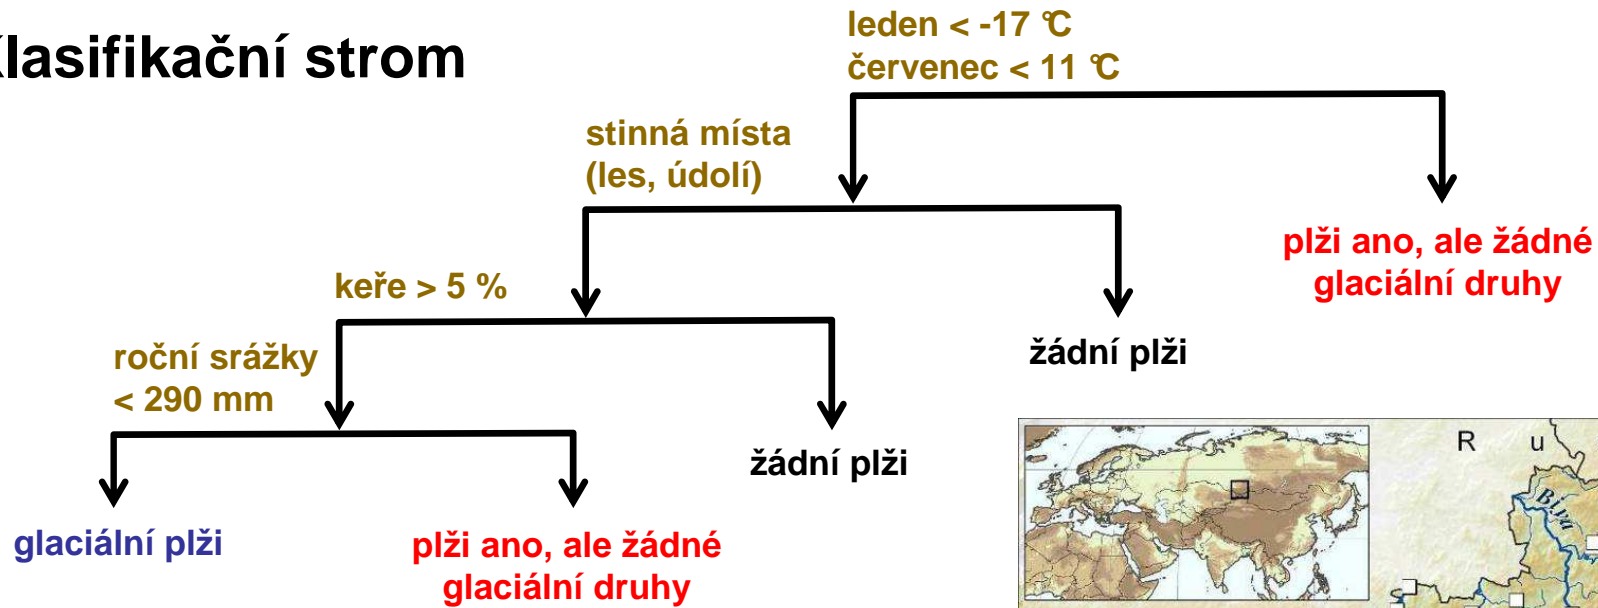 Klasifikační strom
leden < -17 °C
červenec < 11 °C
stinná místa
(les, údolí)
plži ano, ale žádné
glaciální druhy
keře > 5 %
žádní plži
roční srážky
< 290 mm
žádní plži
glaciální plži
plži ano, ale žádné
glaciální druhy
R u
Biya